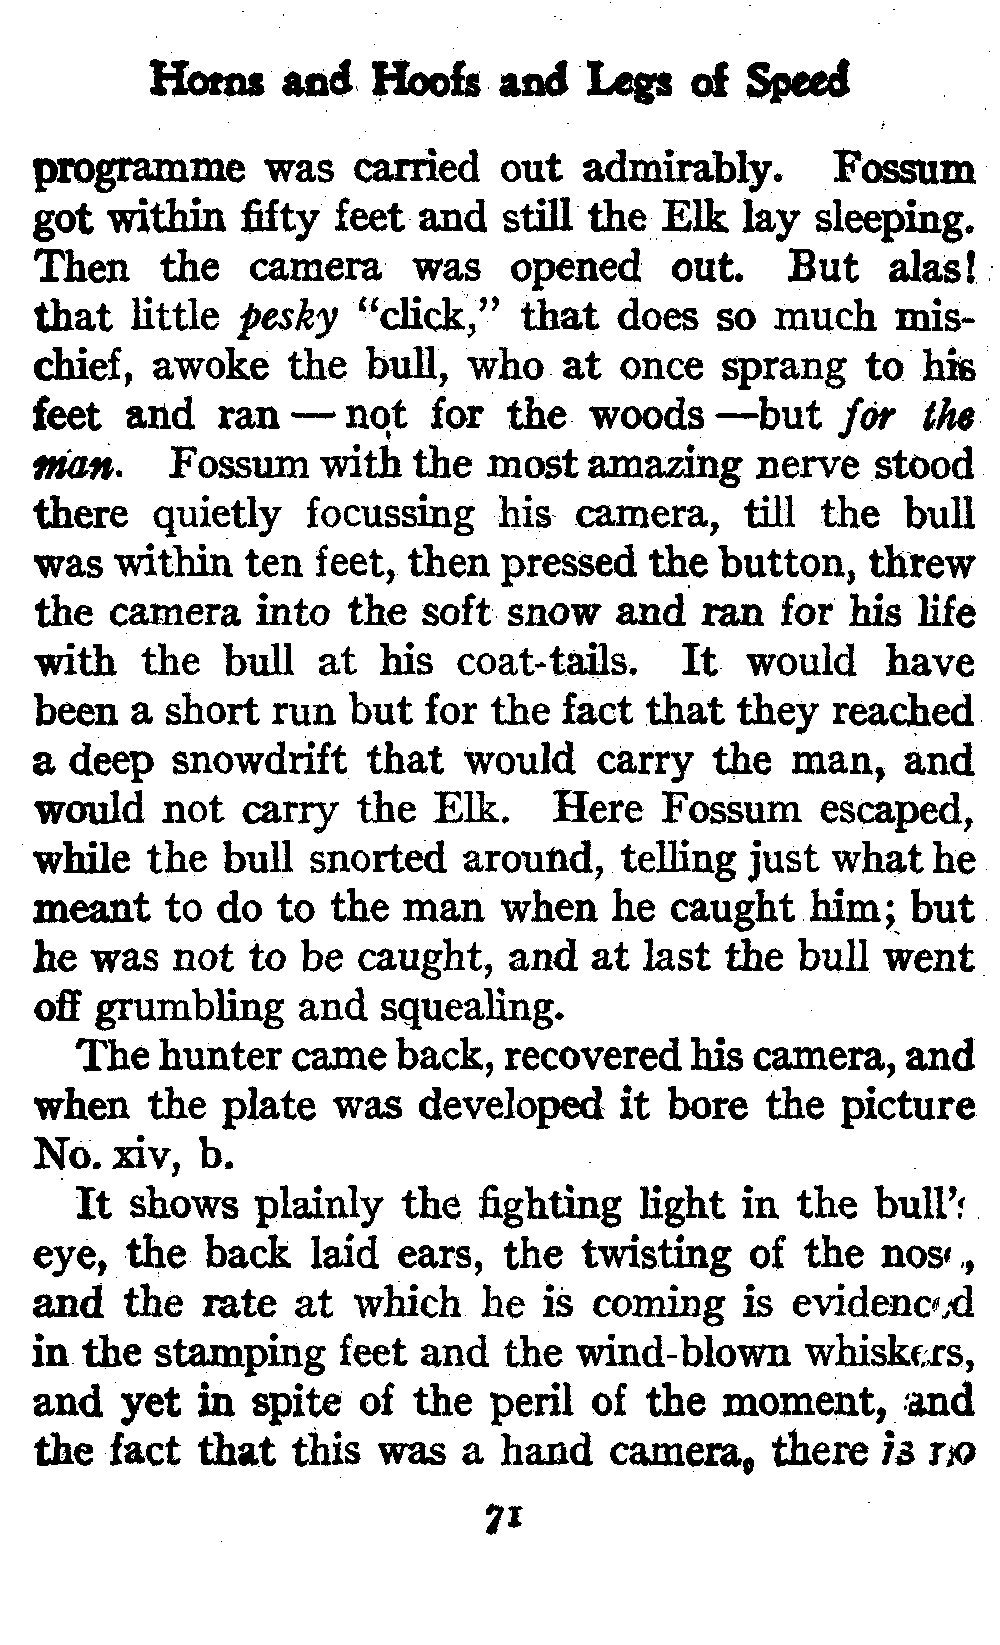 Horns and Hoofs and Legs of Speed
programme was carried out admirably. Fossum
got within fifty feet and still the Elk lay sleeping.
Then the camera was opened out. But alas!
that little pesky "click," that does so much mis-
chief, awoke the bull, who at once sprang to his
feet and ran — not for the woods — but for the
man. Fossum with the most amazing nerve stood
there quietly focussing his camera, till the bull
was within ten feet, then pressed the button, threw
the camera into the soft snow and ran for his life
with the bull at his coat-tails. It would have
been a short run but for the fact that they reached
a deep snowdrift that would carry the man, and
would not carry the Elk. Here Fossum escaped,
while the bull snorted around, telling just what he
meant to do to the man when he caught him; but
he was not to be caught, and at last the bull went
off grumbling and squealing.
The hunter came back, recovered his camera, and
when the plate was developed it bore the picture
No. xiv, b.
It shows plainly the fighting light in the bull's
eye, the back laid ears, the twisting of the nose,
and the rate at which he is coming is evidenced
in the stamping feet and the wind-blown whiskers,
and yet in spite of the peril of the moment, and
the fact that this was a hand camera, there is no
71